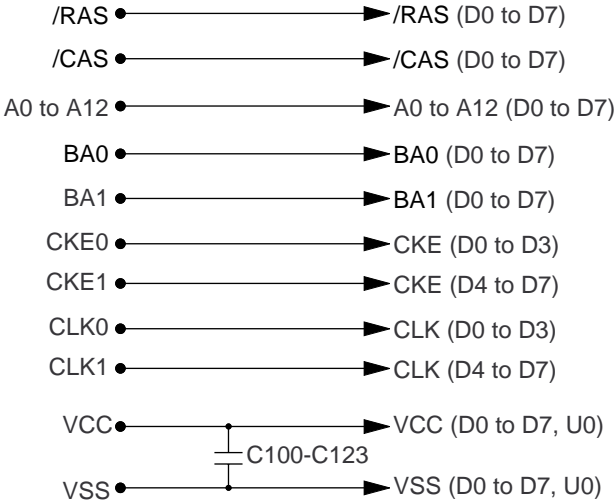 /RAS /RAS (D0 to D7)
/CAS /CAS (D0 to D7)
A0 to A12 A0 to A12 (D0 to D7)
BA0 BA0 (D0 to D7)
BA1 BA1 (D0 to D7)
CKE0 CKE (D0 to D3)
CKE1 CKE (D4 to D7)
CLK0 CLK (D0 to D3)
CLK1 CLK (D4 to D7)
VCC VCC (D0 to D7, U0)
C100-C123
VSS VSS (D0 to D7, U0)